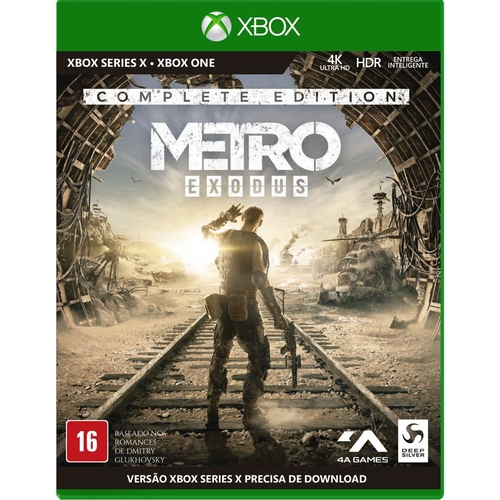 XBOX
XBOX SERIES X • XBOX ONE
4K
ULTRA HD
HDR
ENTREGA
INTELIGENTE
COMPLETE EDITION
METRO
EXODUS
16
BASEADO NOS
ROMANCES
DE DMITRY
GLUKHOVSKY
4A GAMES
DEEP
SILVER
VERSÃO XBOX SERIES X PRECISA DE DOWNLOAD